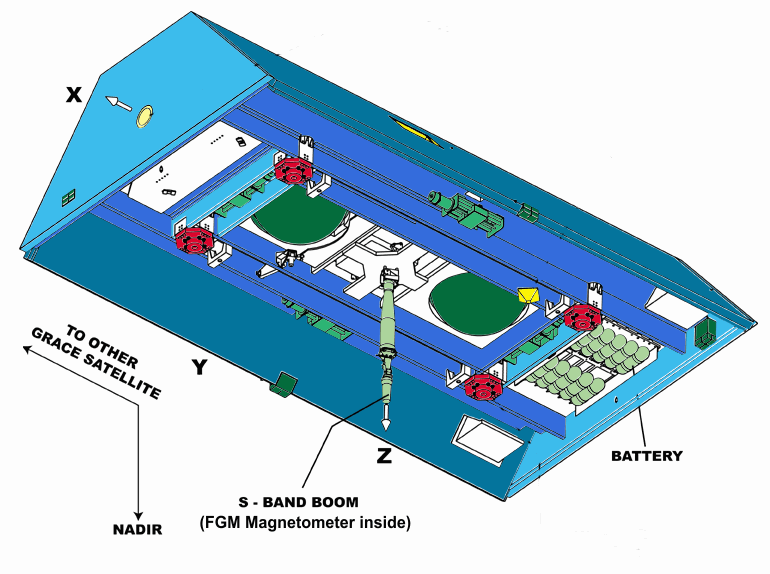 X
TO OTHER
GRACE SATELLITE
Y
Z
BATTERY
S - BAND BOOM
(FGM Magnetometer inside)
NADIR